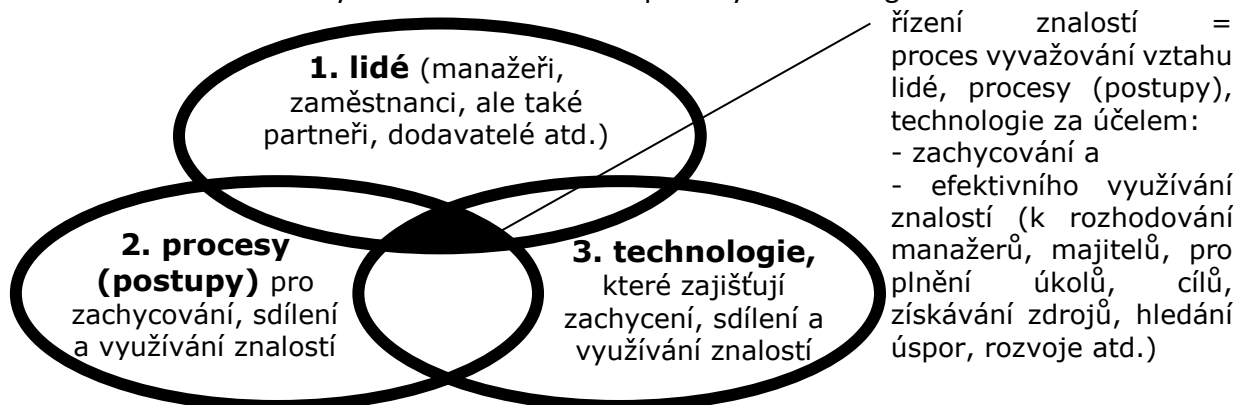 1. lidé (manažeři,
zaměstnanci, ale také
partneři, dodavatelé atd.)
2. procesy
(postupy) pro
zachycování, sdílení
a využívání znalostí
3. technologie,
které zajišťují
zachycení, sdílení a
využívání znalostí
řízení znalostí =
proces vyvažování vztahu
lidé, procesy (postupy),
technologie za účelem:
- zachycování a
- efektivního využívání
znalostí (k rozhodování
manažerů, majitelů, pro
plnění úkolů, cílů,
získávání zdrojů, hledání
úspor, rozvoje atd.)